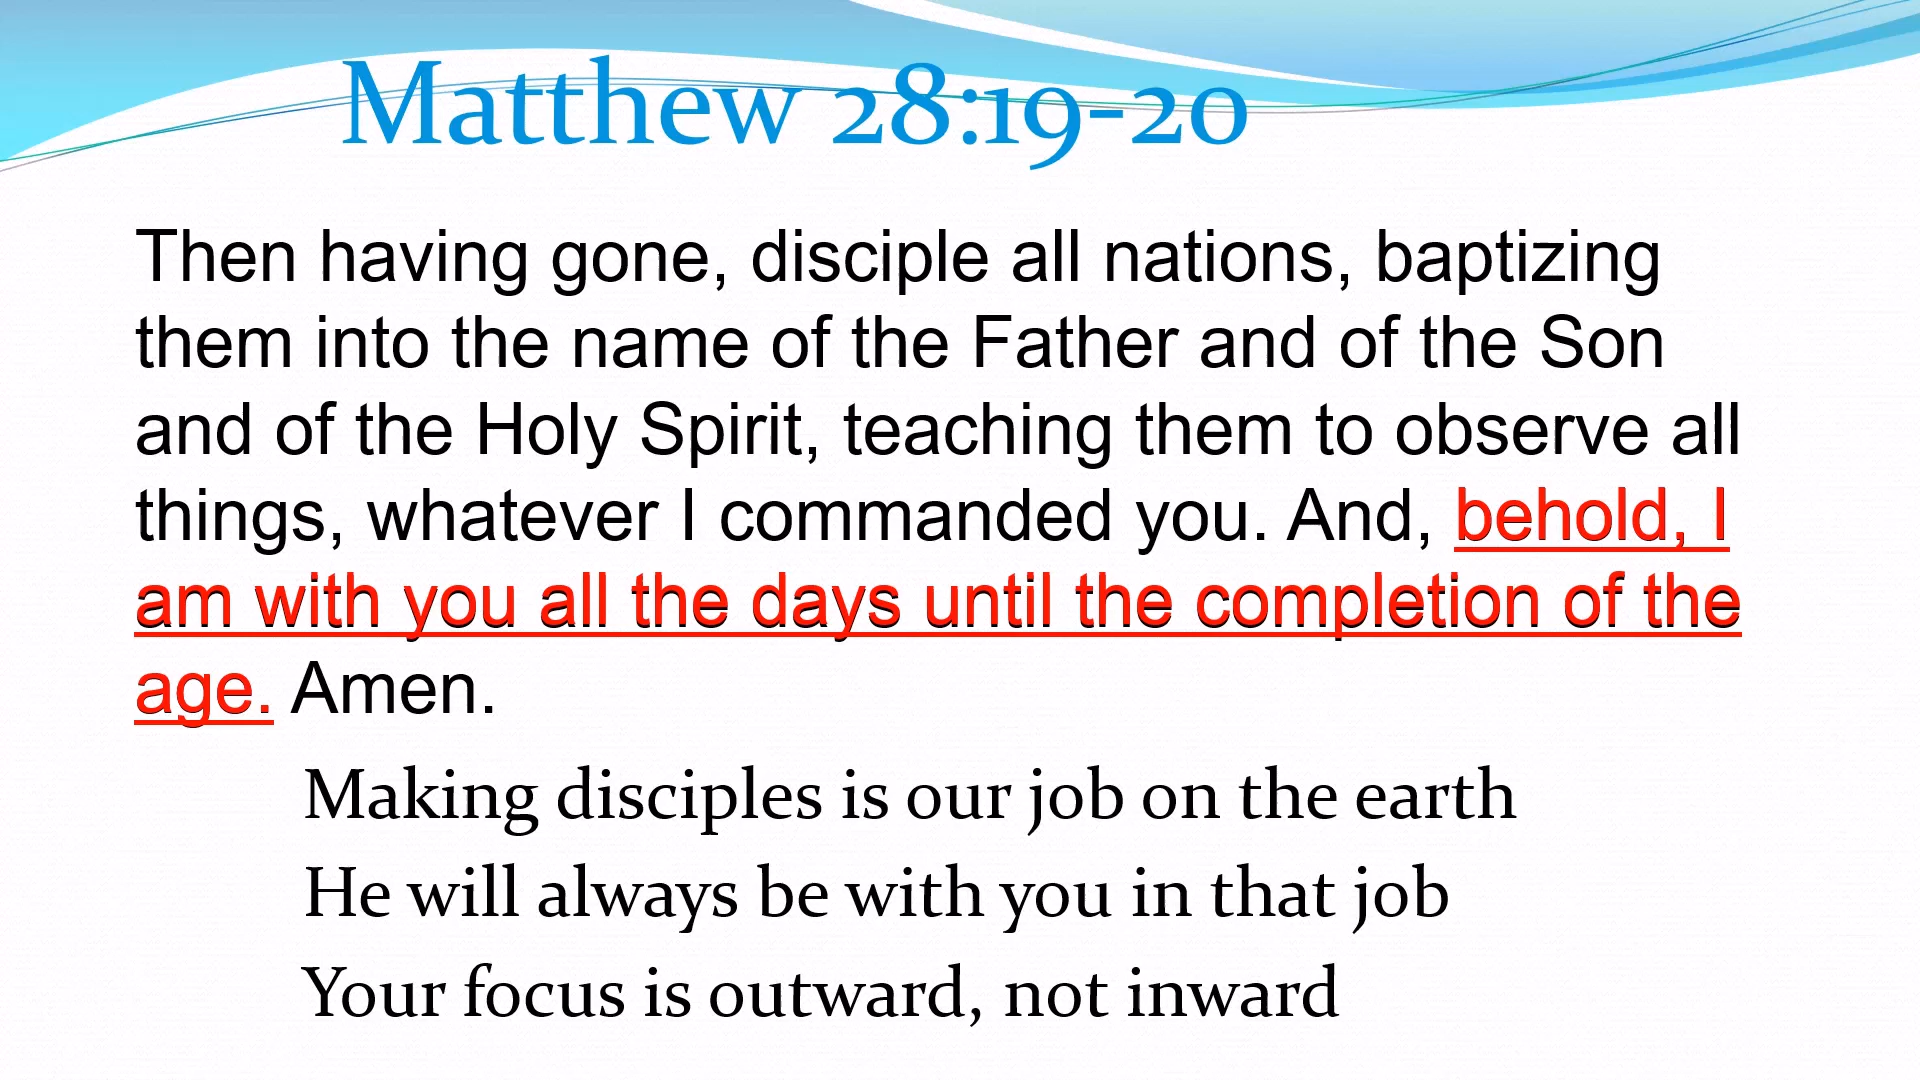 Matthew 28:19-20
Then having gone, disciple all nations, baptizing
them into the name of the Father and of the Son
and of the Holy Spirit, teaching them to observe all
things, whatever I commanded you. And, behold, I
am with you all the days until the completion of the
age. Amen.
Making disciples is our job on the earth
He will always be with you in that job
Your focus is outward, not inward